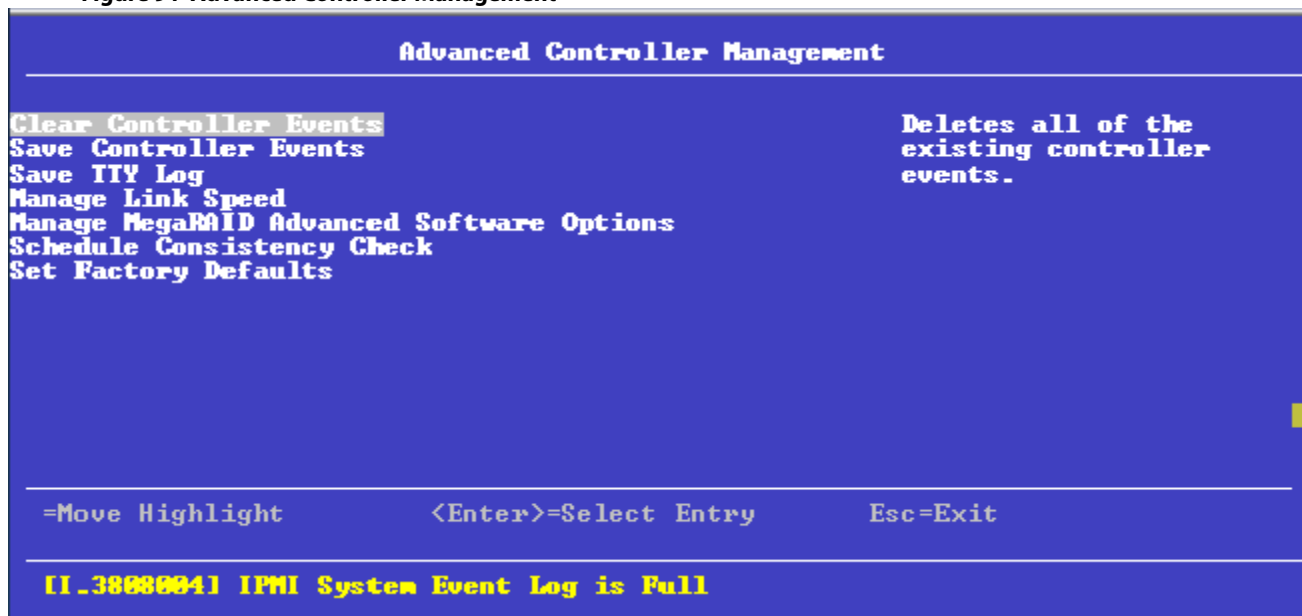 Advanced Controller Management
Clear Controller Events
Save Controller Events
Save TTY Log
Manage Link Speed
Manage MegaRAID Advanced Software Options
Schedule Consistency Check
Set Factory Defaults
Deletes all of the
existing controller
events.
=Move Highlight <Enter>=Select Entry Esc=Exit
[I.3808004] IPMI System Event Log is Full